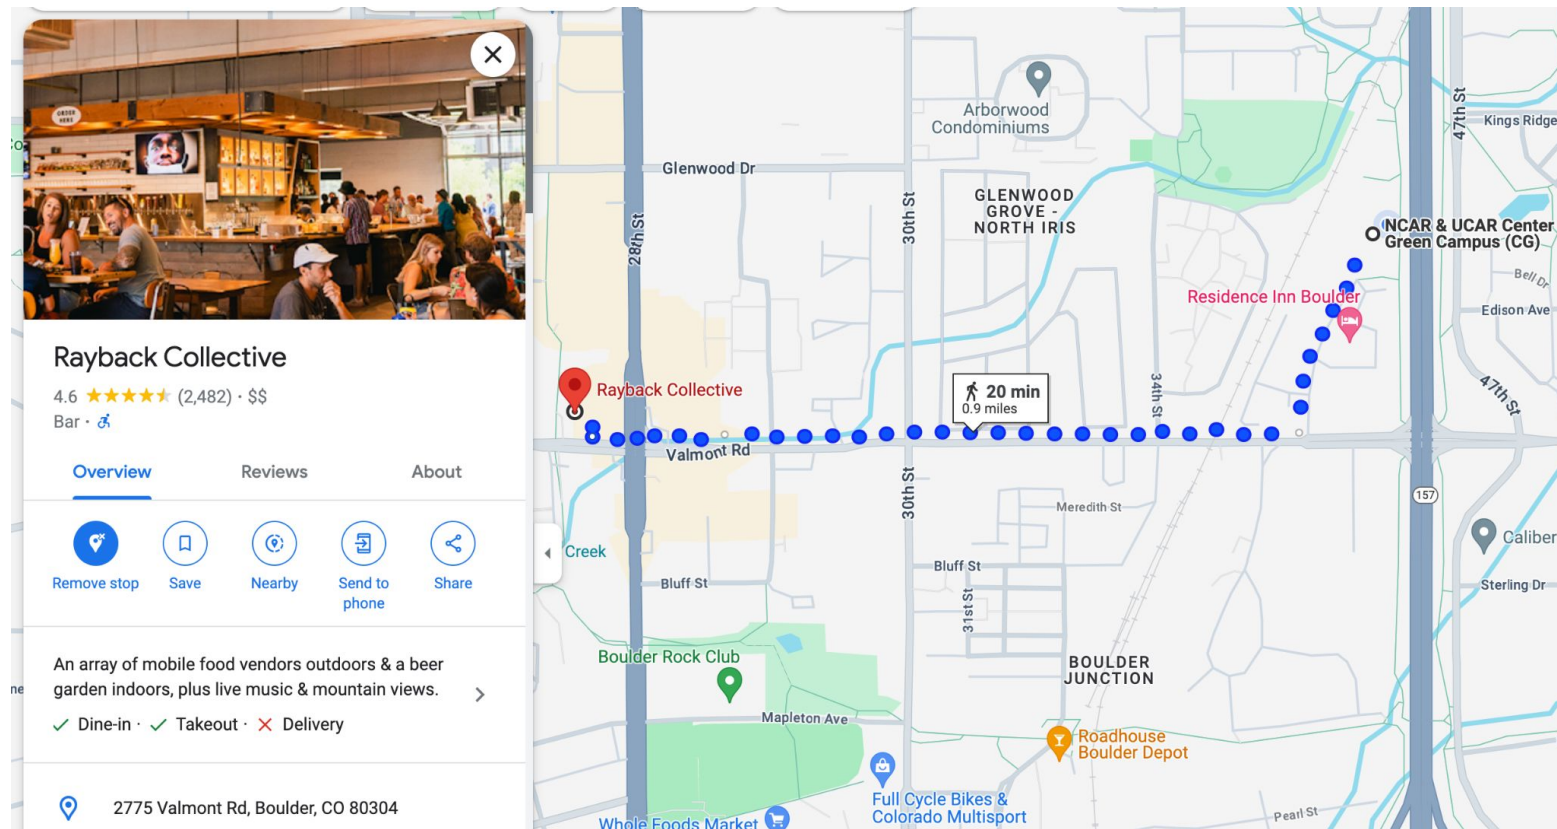 ORDER
HERE
Rayback Collective
4.6 (2,482) · $$
Bar ·
Overview
Reviews
About
Remove stop
Save
Nearby
Send to
phone
Share
An array of mobile food vendors outdoors & a beer
garden indoors, plus live music & mountain views.
Dine-in · Takeout · Delivery
2775 Valmont Rd, Boulder, CO 80304
Arborwood
Condominiums
47th St
Kings Ridge
Glenwood Dr
28th St
30th St
GLENWOOD
GROVE -
NORTH IRIS
NCAR & UCAR Center
Green Campus (CG)
Bell Dr
Residence Inn Boulder
Edison Ave
Rayback Collective
20 min
0.9 miles
34th St
47th St
Valmont Rd
30th St
157
Meredith St
Creek
Caliber
Bluff St
Bluff St
Sterling Dr
31st St
Boulder Rock Club
BOULDER
JUNCTION
Mapleton Ave
Roadhouse
Boulder Depot
Full Cycle Bikes &
Colorado Multisport
Pearl St
Whole Foods Market